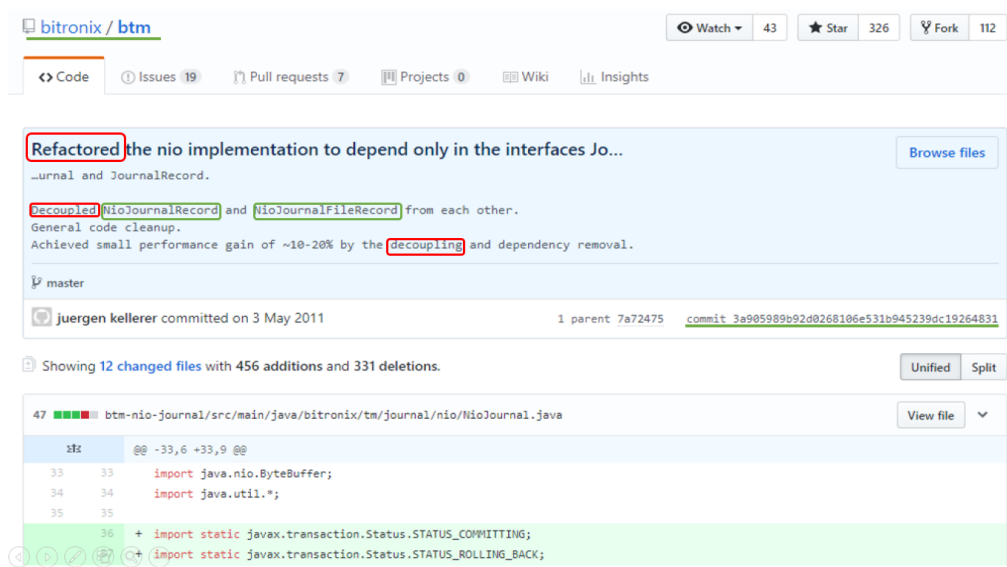 bitronix / btm
Watch 43 Star 326 Fork 112
Code Issues 19 Pull requests 7 Projects 0 Wiki Insights
Refactored the nio implementation to depend only in the interfaces Jo...
Browse files
…urnal and JournalRecord.
Decoupled NioJournalRecord and NioJournalFileRecord from each other.
General code cleanup.
Achieved small performance gain of ~10-20% by the decoupling and dependency removal.
master
juergen kellerer committed on 3 May 2011 1 parent 7a72475 commit 3a905989b92d0268106e531b945239dc19264831
Showing 12 changed files with 456 additions and 331 deletions. Unified Split
47 btm-nio-journal/src/main/java/bitronix/tm/journal/nio/NioJournal.java View file
@@ -33,6 +33,9 @@
33 33 import java.nio.ByteBuffer;
34 34 import java.util.*;
35 35
36 + import static javax.transaction.Status.STATUS_COMMITTING;
37 + import static javax.transaction.Status.STATUS_ROLLING_BACK;